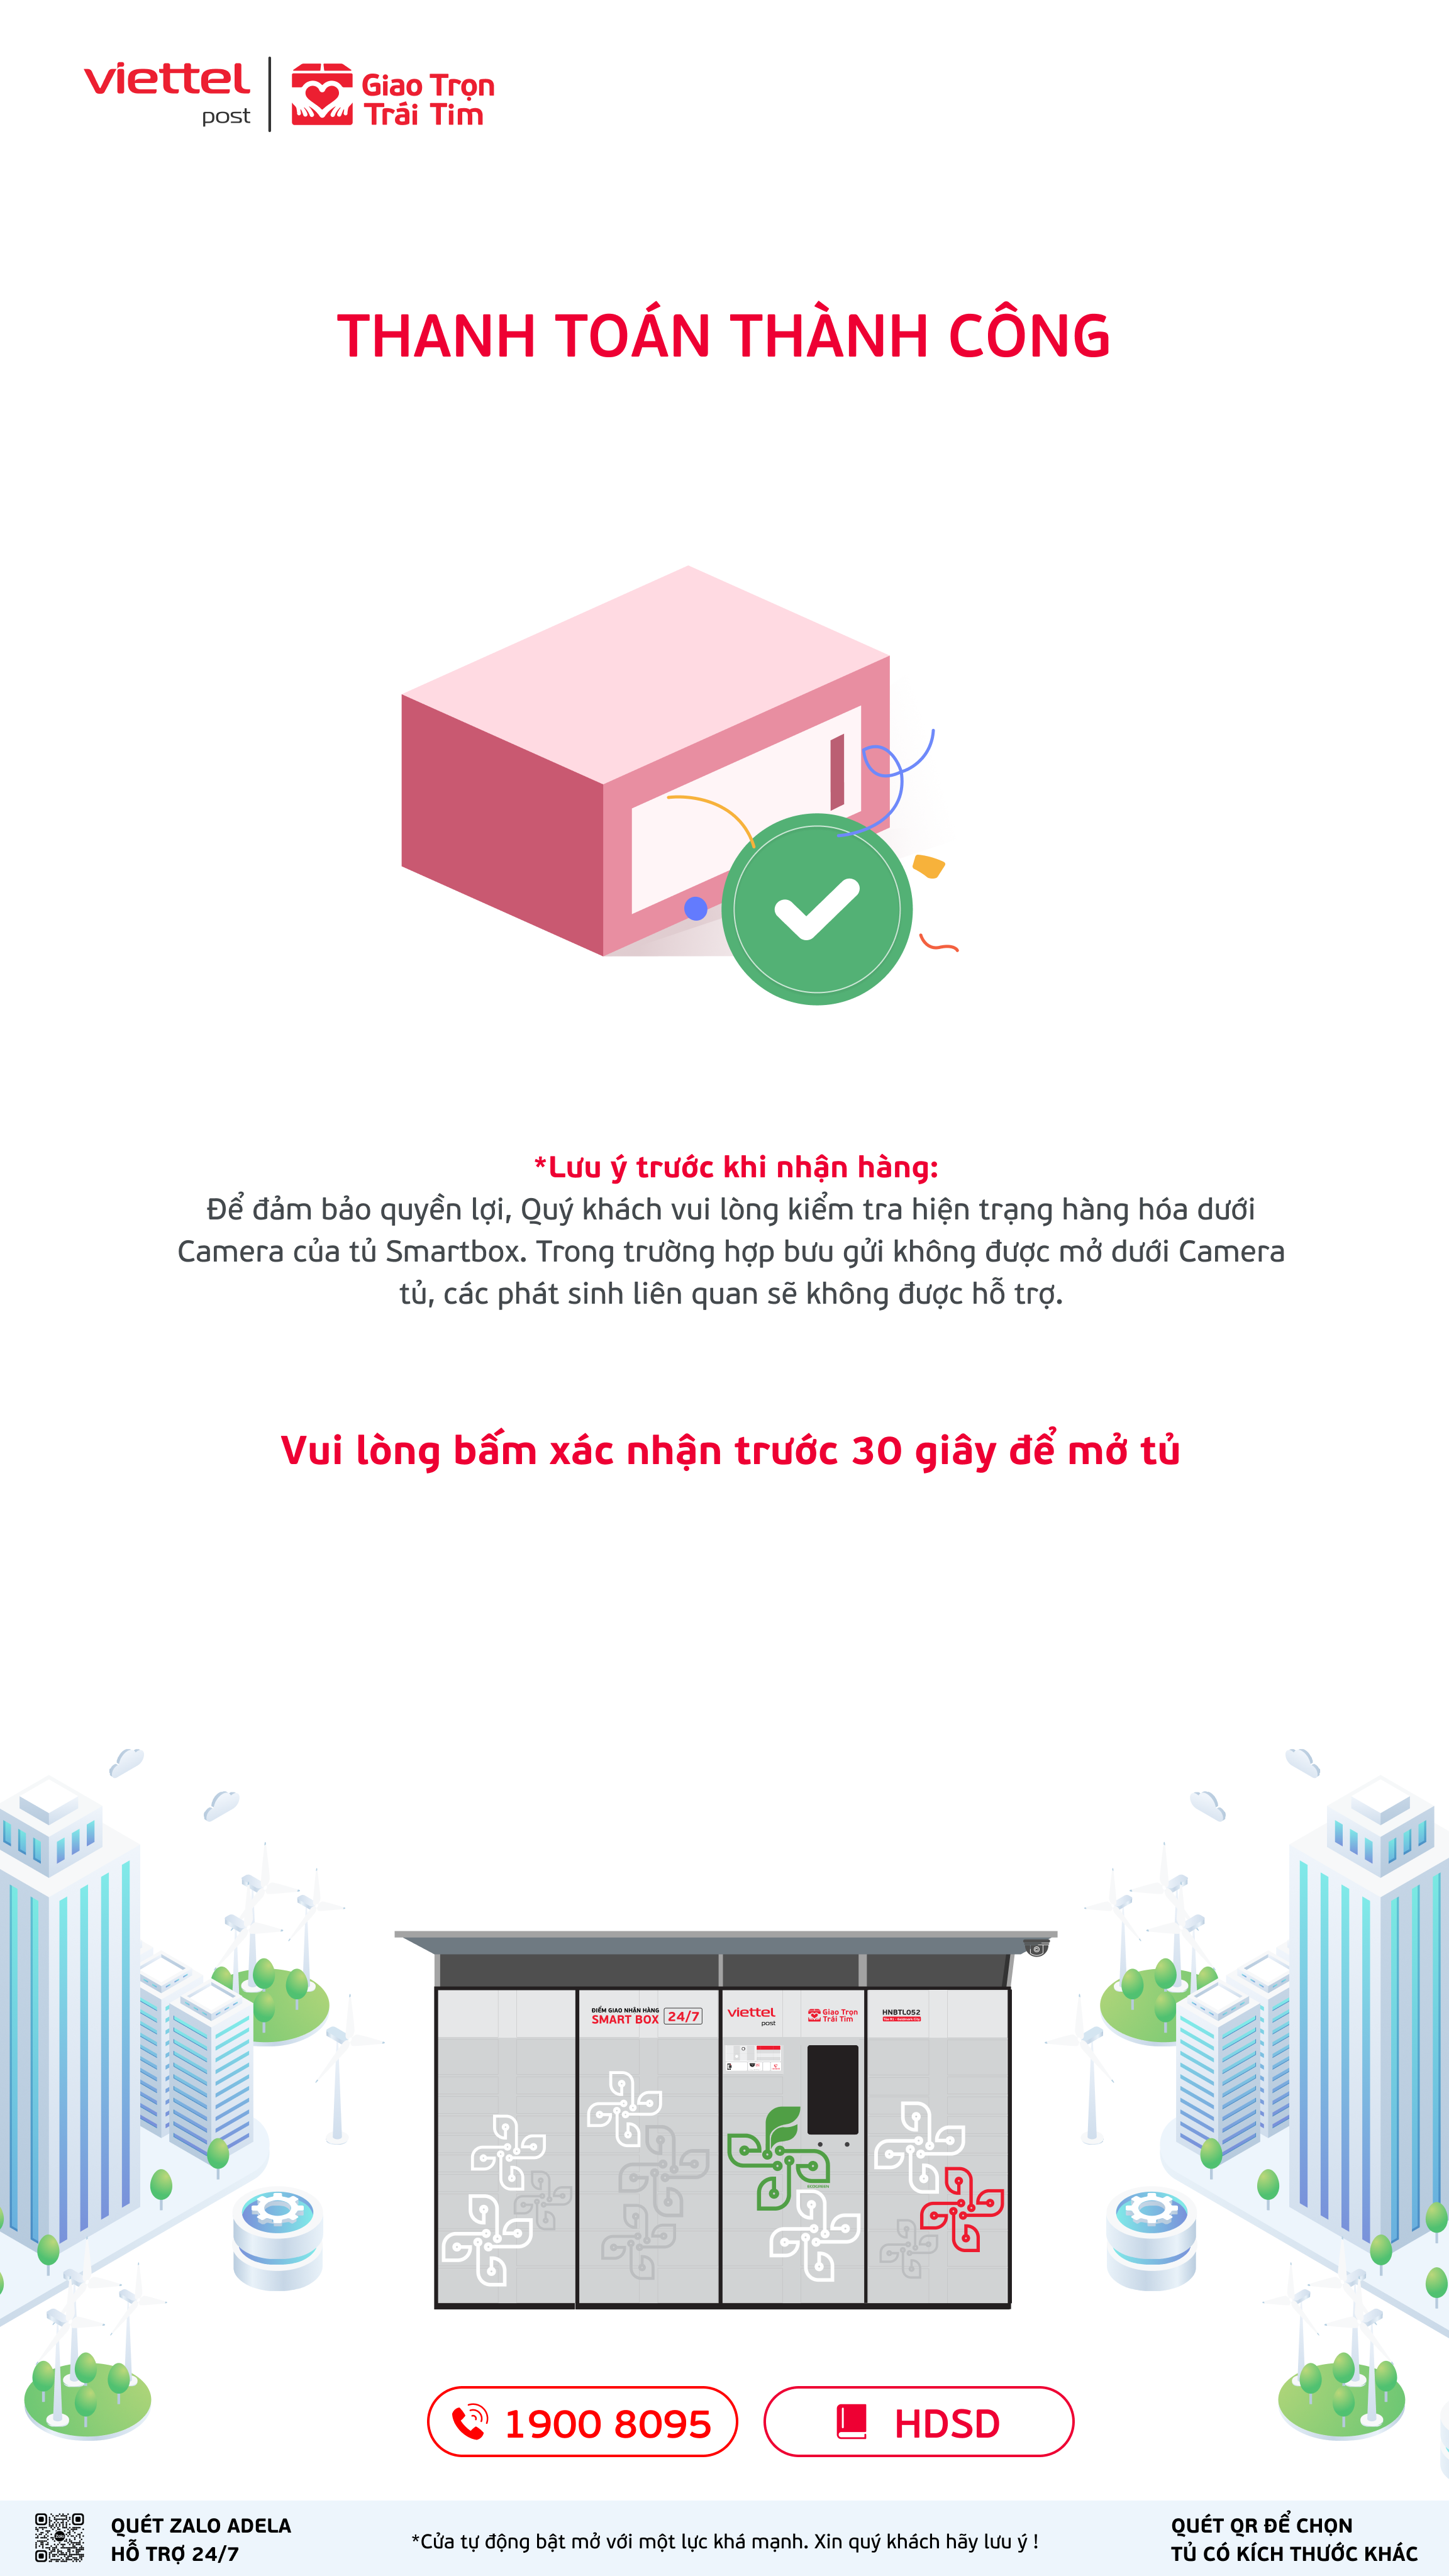 viettel
post
Giao Trọn
Trái Tim
THANH TOÁN THÀNH CÔNG
*Lưu ý trước khi nhận hàng:
Để đảm bảo quyền lợi, Quý khách vui lòng kiểm tra hiện trạng hàng hóa dưới
Camera của tủ Smartbox. Trong trường hợp bưu gửi không được mở dưới Camera
tủ, các phát sinh liên quan sẽ không được hỗ trợ.
Vui lòng bấm xác nhận trước 30 giây để mở tủ
ĐIỂM GIAO NHẬN HÀNG
SMART BOX 24/7
viettel
post
Giao Trọn
Trái Tim
HNBTL052
1900 8095
HDSD
QUÉT ZALO ADELA
HỖ TRỢ 24/7
*Cửa tự động bật mở với một lực khá mạnh. Xin quý khách hãy lưu ý !
QUÉT QR ĐỂ CHỌN
TỦ CÓ KÍCH THƯỚC KHÁC